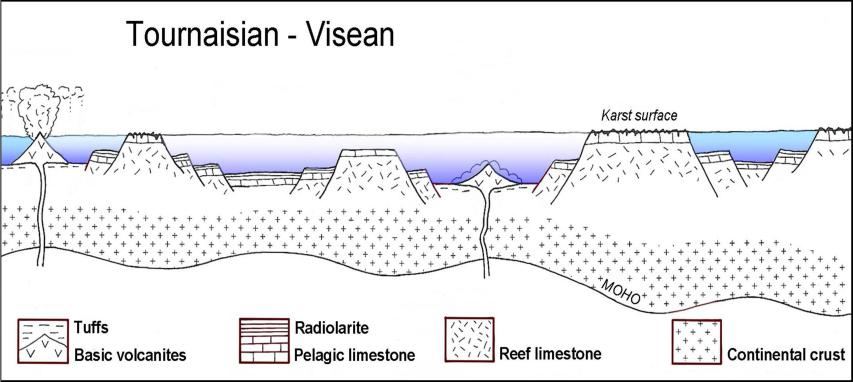 Tournaisian - Visean
Karst surface
MOHO
Tuffs
Basic volcanites
Radiolarite
Pelagic limestone
Reef limestone
Continental crust